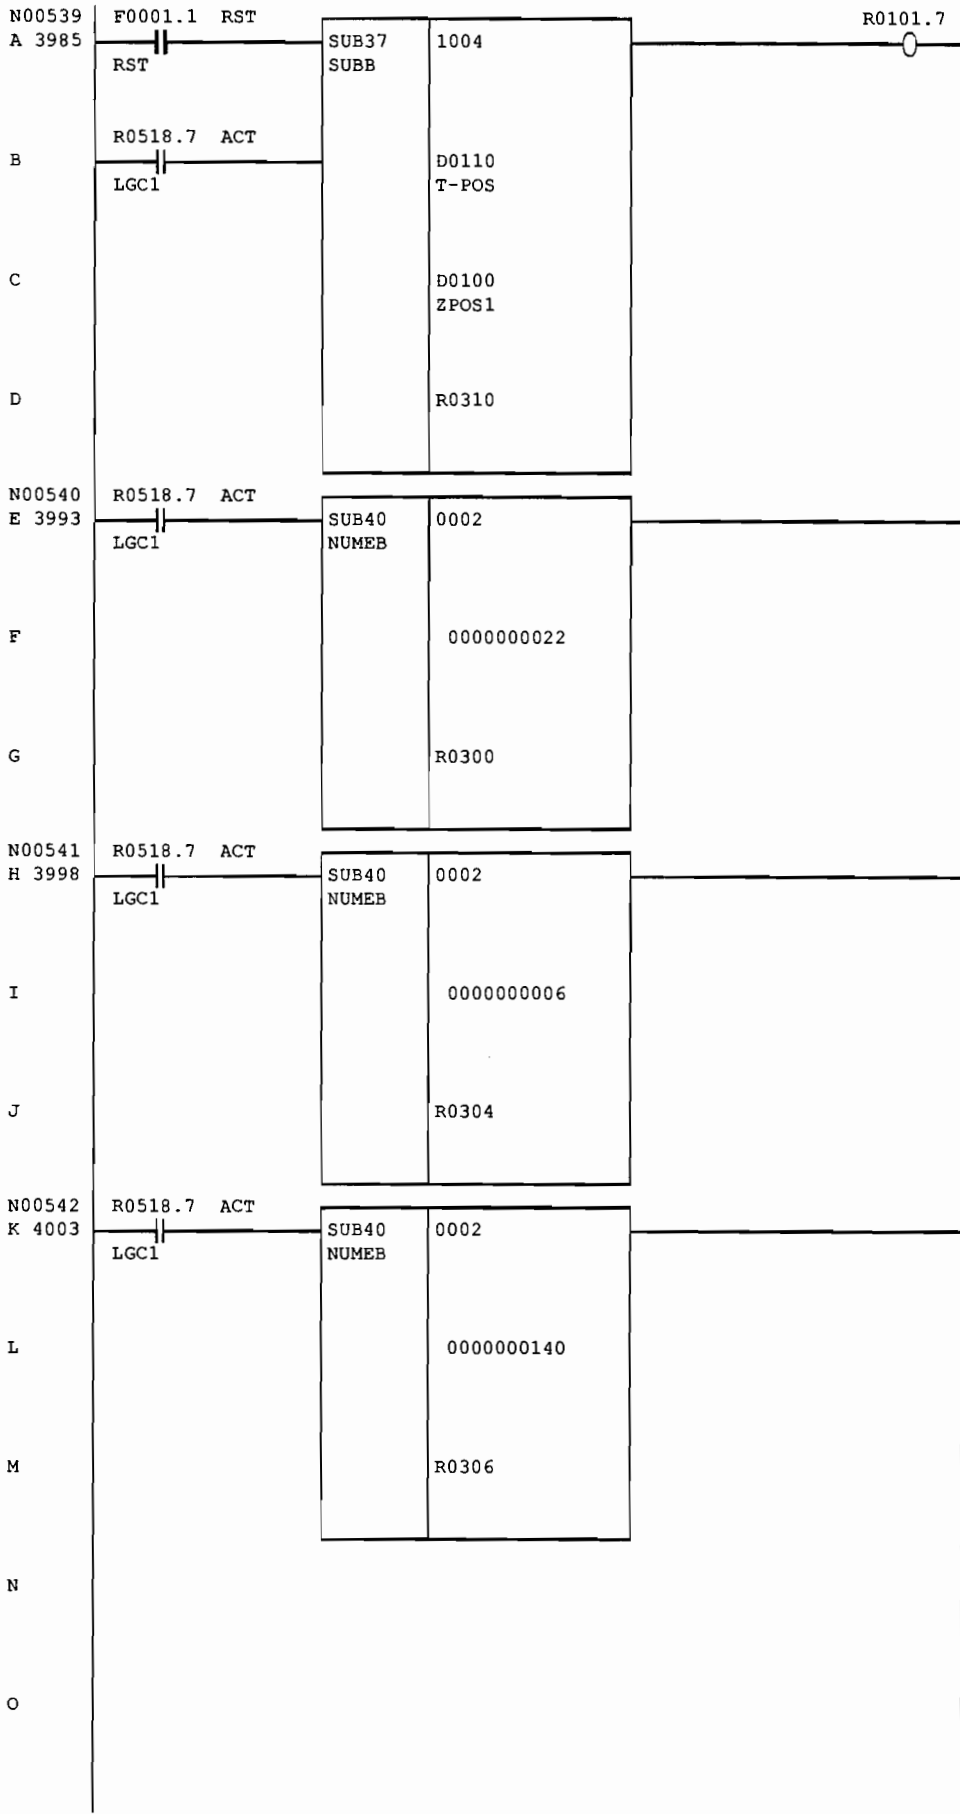 N00539 F0001.1 RST R0101.7
A 3985 SUB37 1004
RST SUBB
R0518.7 ACT
B D0110
LGC1 T-POS
C D0100
ZPOS1
D R0310
N00540 R0518.7 ACT
E 3993 SUB40 0002
LGC1 NUMEB
F 0000000022
G R0300
N00541 R0518.7 ACT
H 3998 SUB40 0002
LGC1 NUMEB
I 0000000006
J R0304
N00542 R0518.7 ACT
K 4003 SUB40 0002
LGC1 NUMEB
L 0000000140
M R0306
N
O